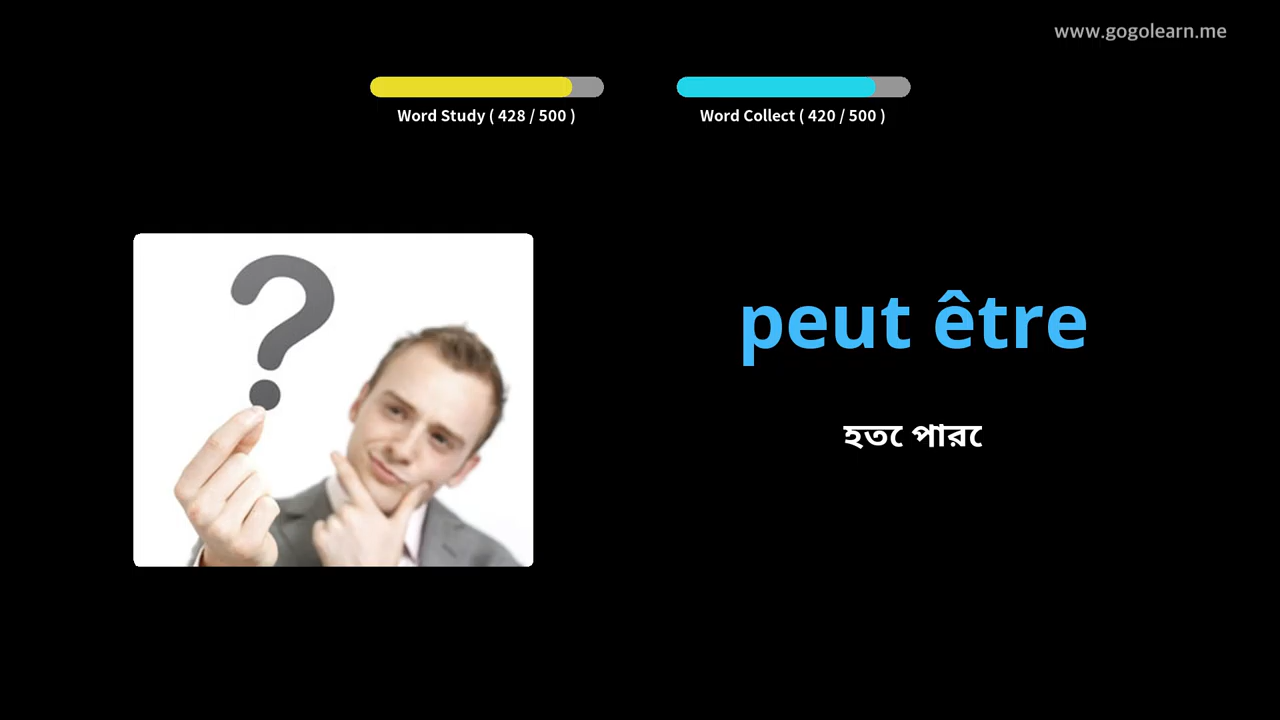 www.gogolearn.me
Word Study ( 428 / 500 )
Word Collect ( 420 / 500 )
peut être
হতে পারে